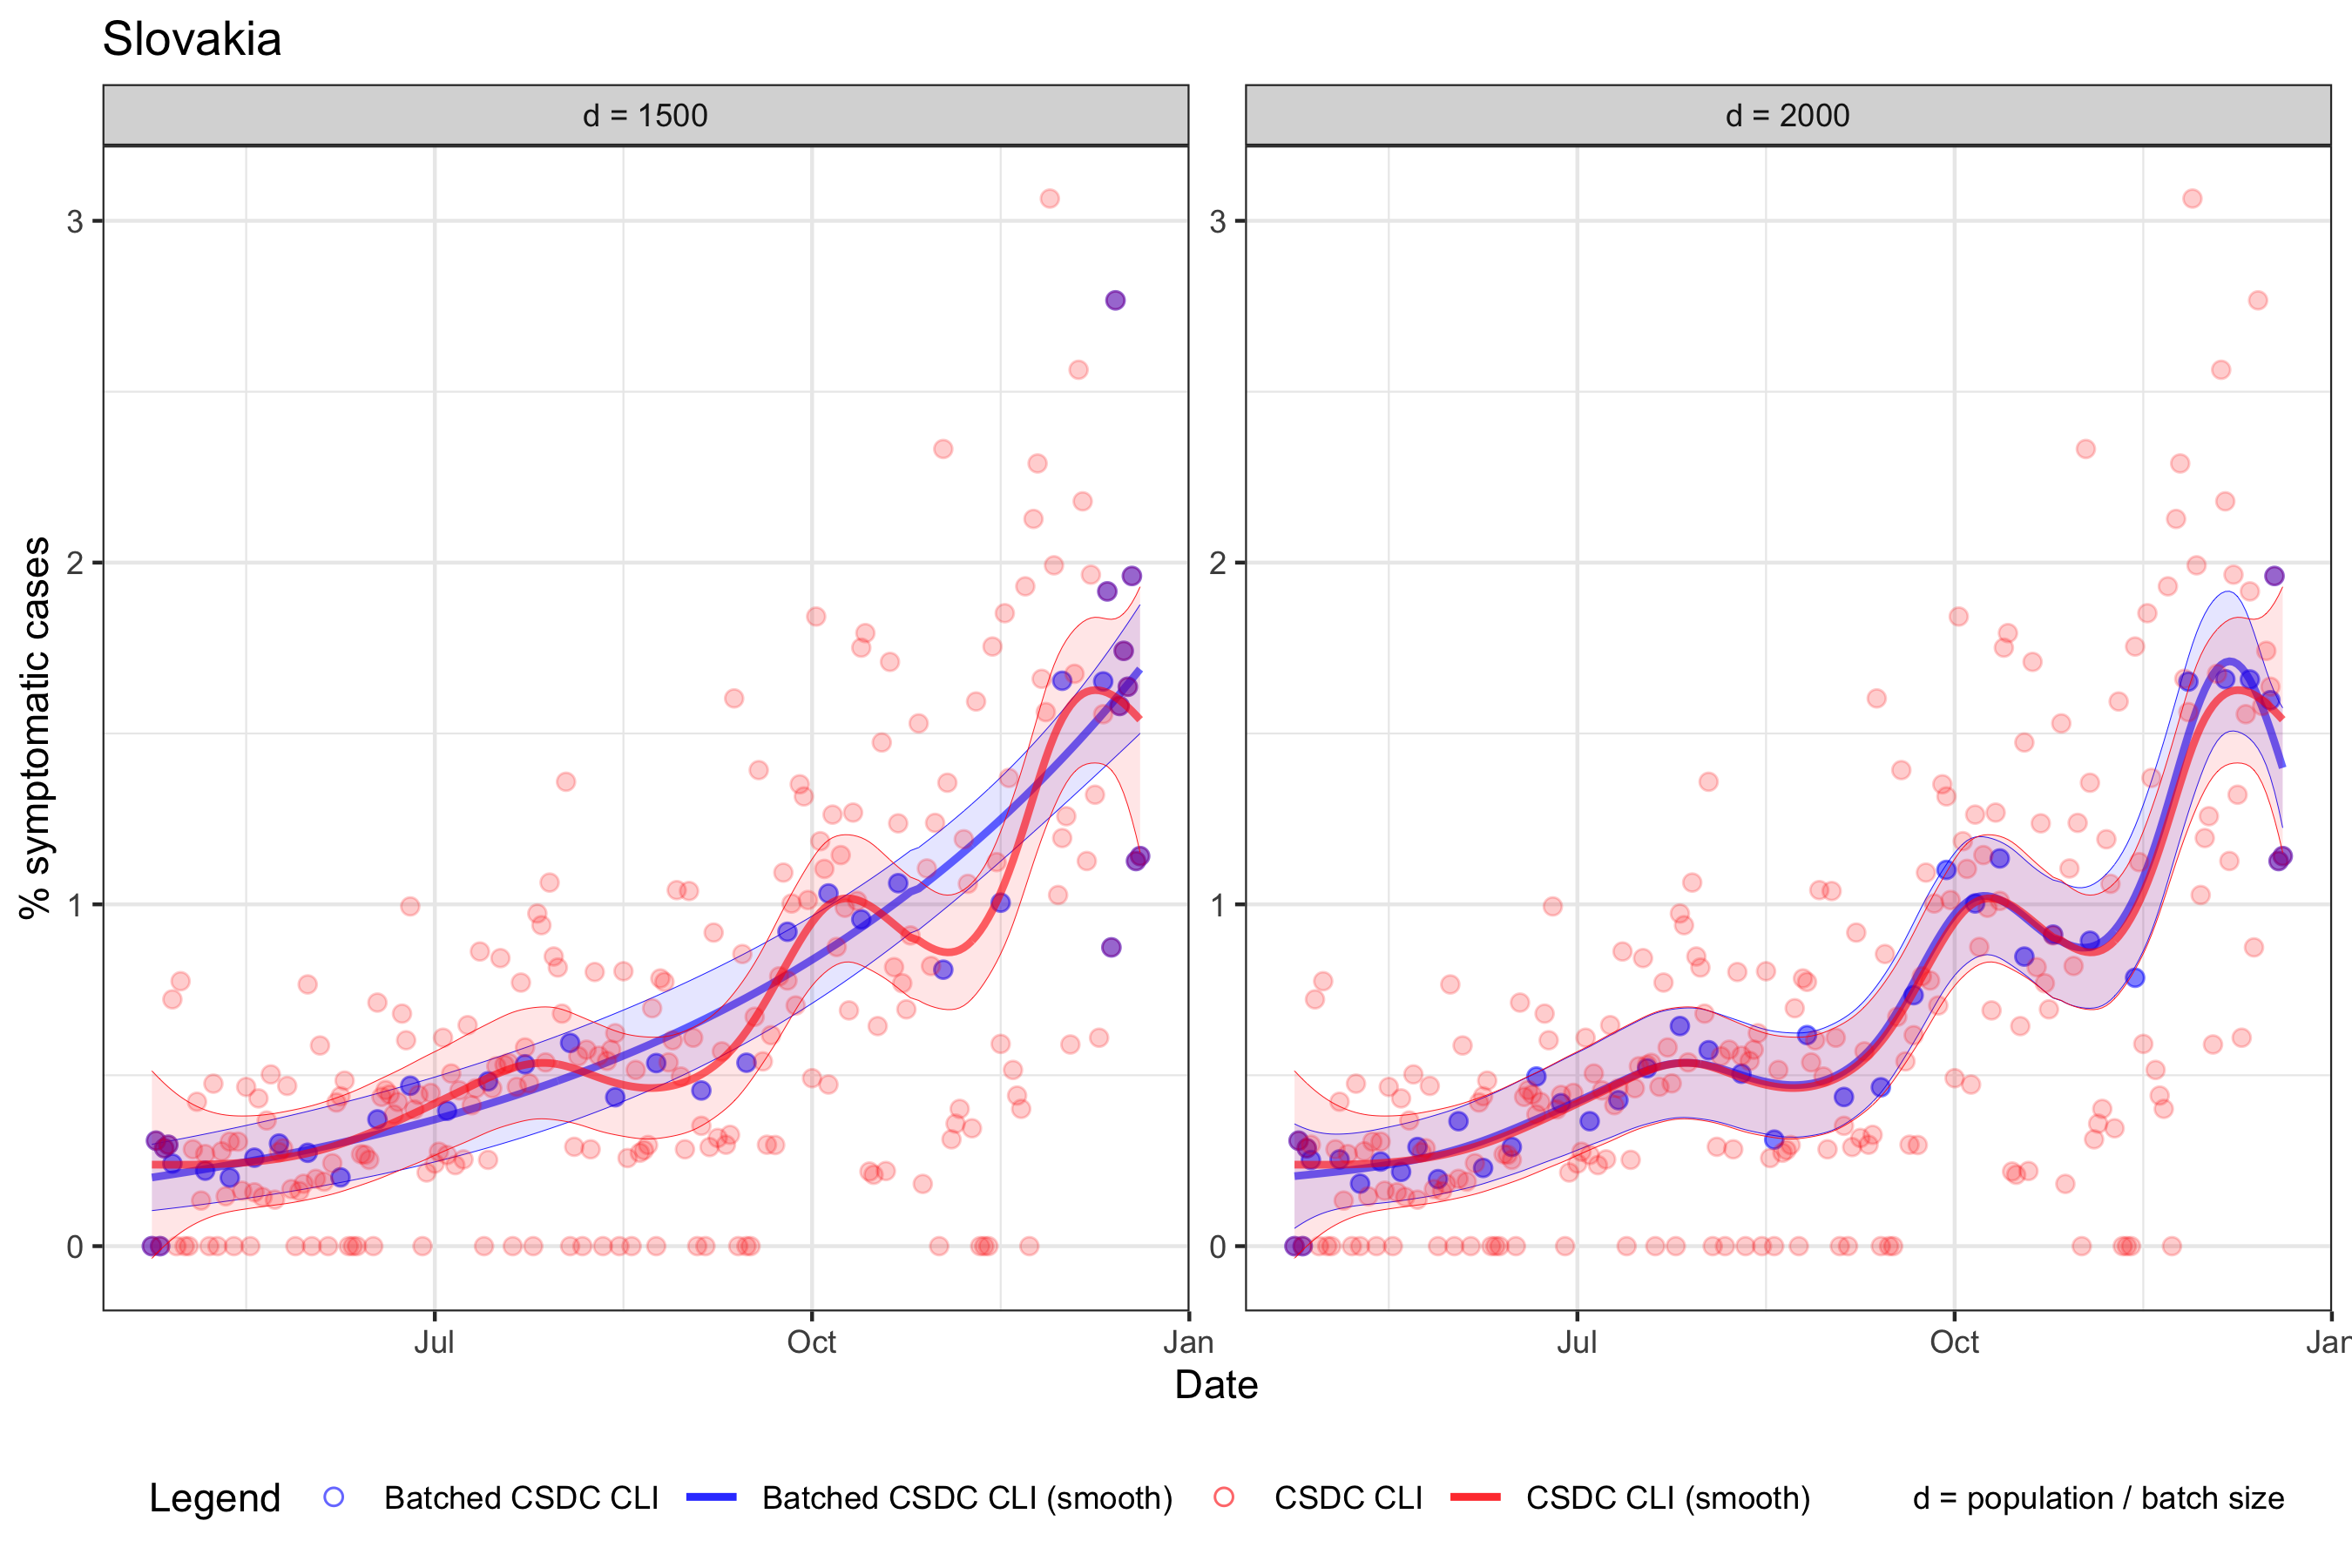 Slovakia
d = 1500
d = 2000
% symptomatic cases
3
2
1
0
3
2
1
0
Jul
Oct
Jan
Jul
Oct
Jan
Date
Legend
Batched CSDC CLI
Batched CSDC CLI (smooth)
CSDC CLI
CSDC CLI (smooth)
d = population / batch size